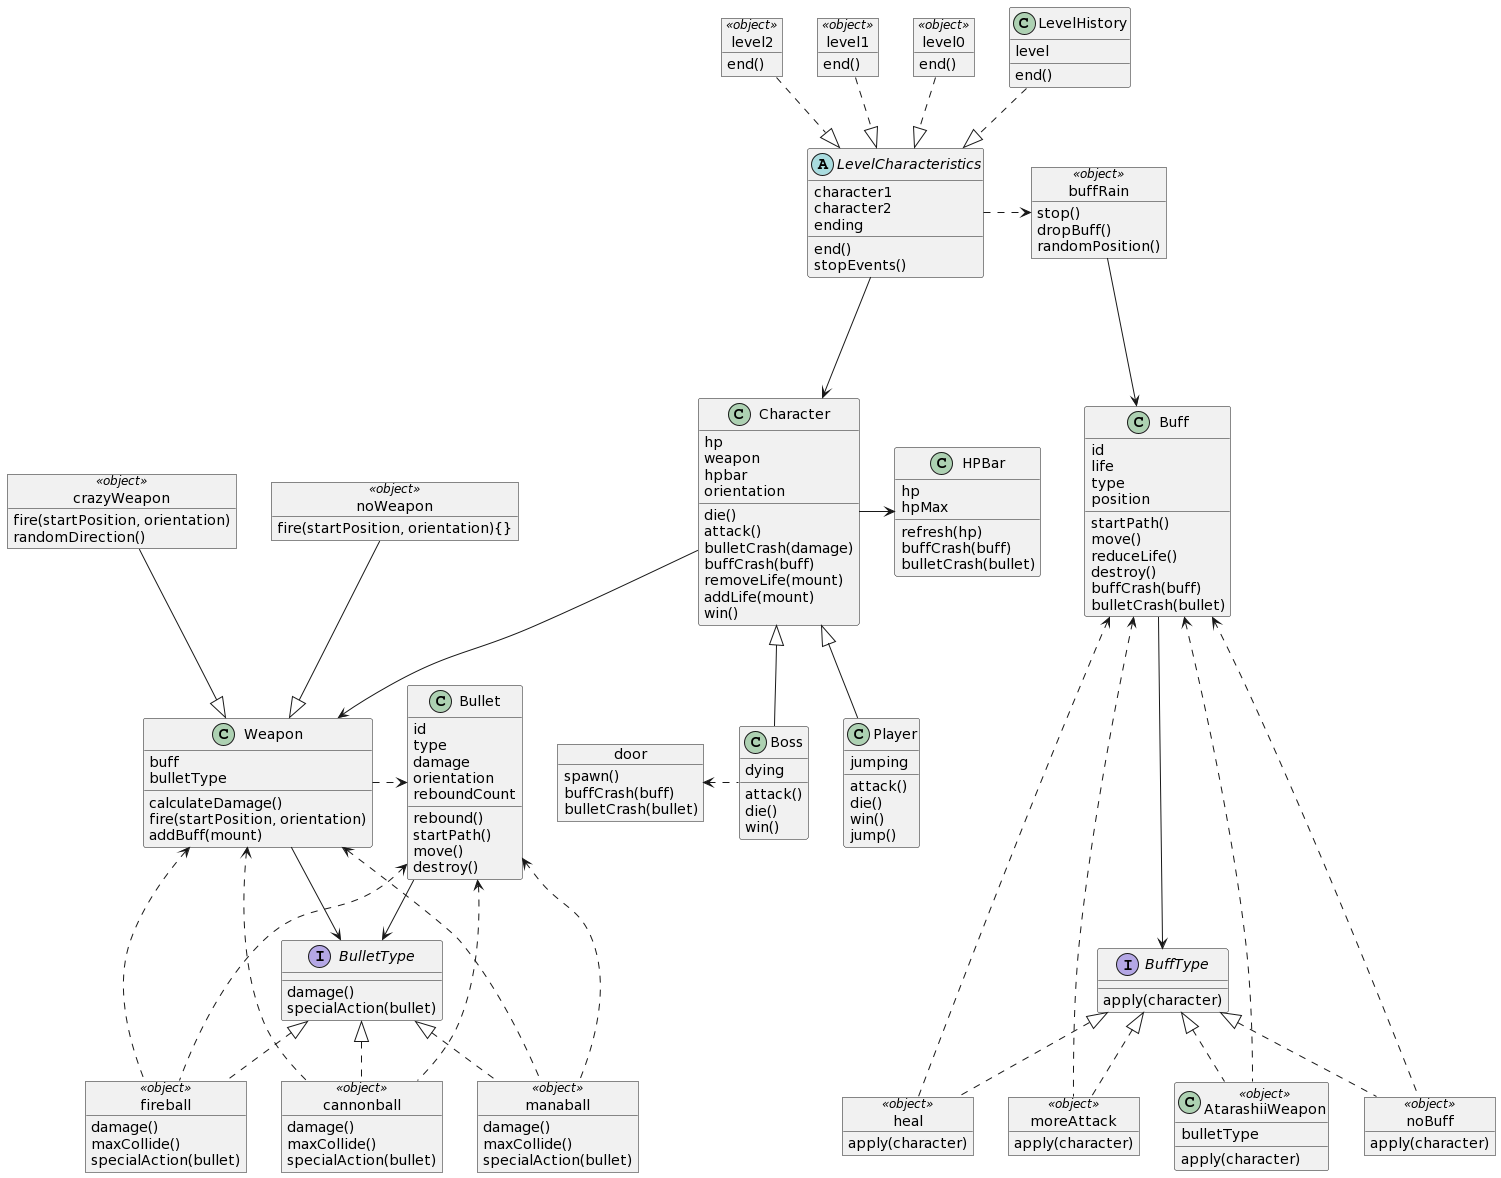 «object»
level2
end()
«object»
level1
end()
«object»
level0
end()
C LevelHistory
level
end()
A LevelCharacteristics
character1
character2
ending
end()
stopEvents()
«object»
buffRain
stop()
dropBuff()
randomPosition()
C Character
hp
weapon
hpbar
orientation
die()
attack()
bulletCrash(damage)
buffCrash(buff)
removeLife(mount)
addLife(mount)
win()
C HPBar
hp
hpMax
refresh(hp)
buffCrash(buff)
bulletCrash(bullet)
C Buff
id
life
type
position
startPath()
move()
reduceLife()
destroy()
buffCrash(buff)
bulletCrash(bullet)
«object»
crazyWeapon
fire(startPosition, orientation)
randomDirection()
«object»
noWeapon
fire(startPosition, orientation){}
C Weapon
buff
bulletType
calculateDamage()
fire(startPosition, orientation)
addBuff(mount)
C Bullet
id
type
damage
orientation
reboundCount
rebound()
startPath()
move()
destroy()
door
spawn()
buffCrash(buff)
bulletCrash(bullet)
C Boss
dying
attack()
die()
win()
C Player
jumping
attack()
die()
win()
jump()
I BulletType
damage()
specialAction(bullet)
I BuffType
apply(character)
«object»
fireball
damage()
maxCollide()
specialAction(bullet)
«object»
cannonball
damage()
maxCollide()
specialAction(bullet)
«object»
manaball
damage()
maxCollide()
specialAction(bullet)
«object»
heal
apply(character)
«object»
moreAttack
apply(character)
«object»
C AtarashiiWeapon
bulletType
apply(character)
«object»
noBuff
apply(character)